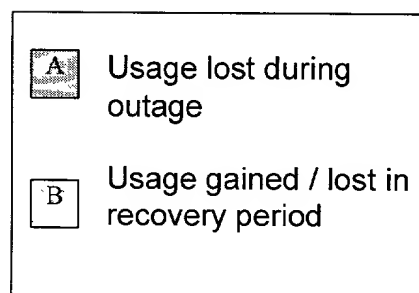 A Usage lost during
outage
B Usage gained / lost in
recovery period